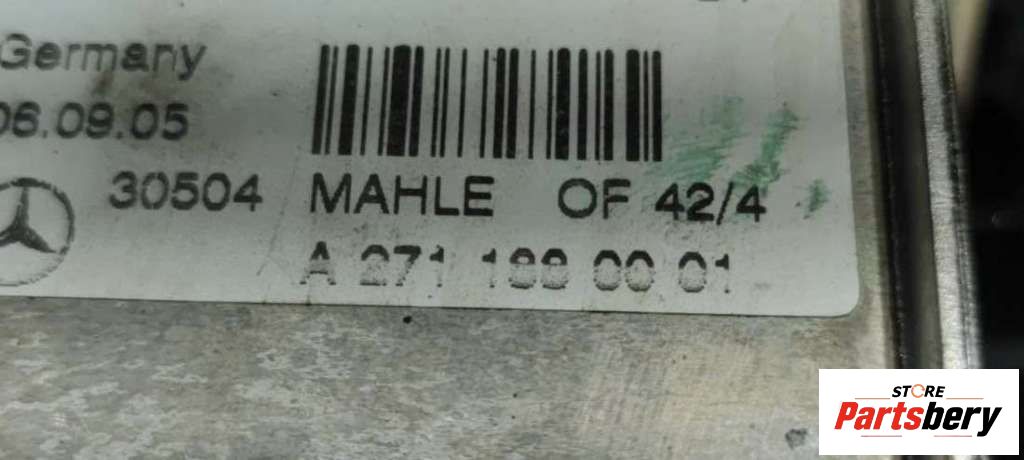 Germany
06.09.05
30504 MAHLE OF 42/4
A 271 188 00 01
STORE
Partsbery